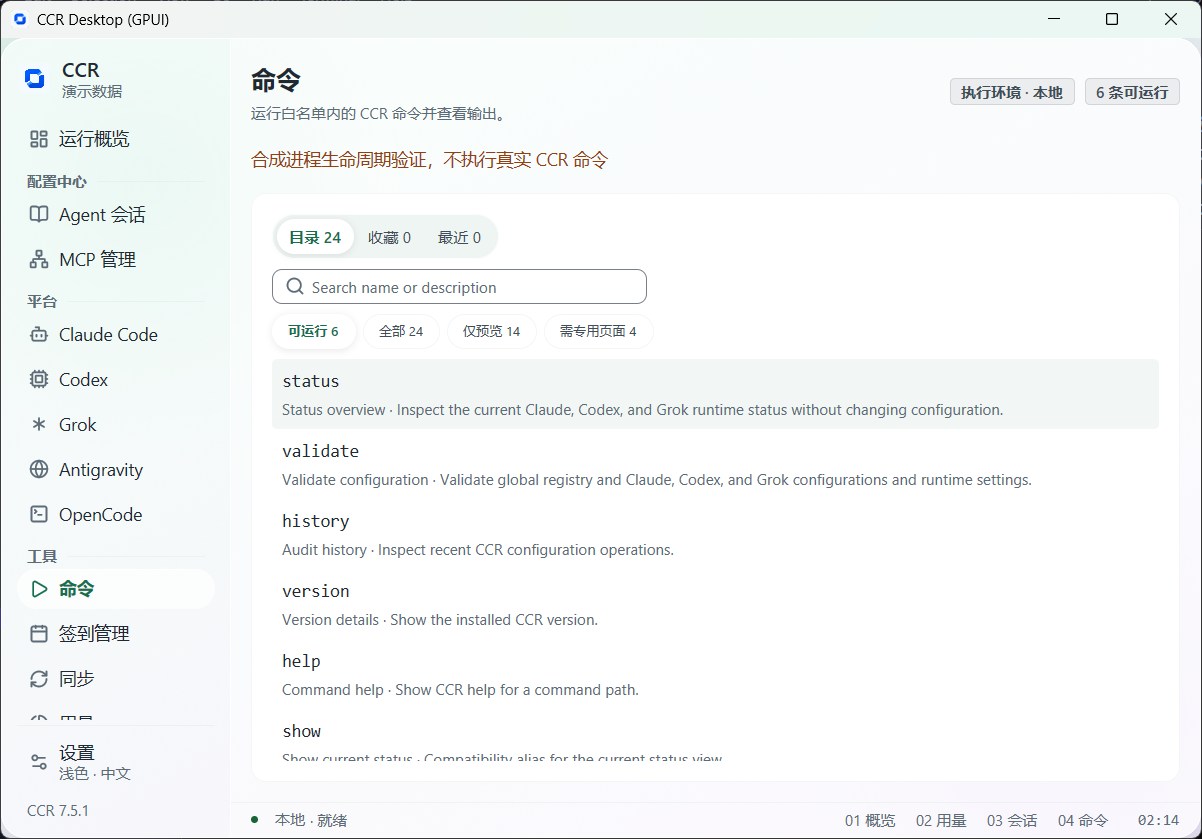 CCR Desktop (GPUI)
CCR
演示数据
运行概览
配置中心
Agent 会话
MCP 管理
平台
Claude Code
Codex
Grok
Antigravity
OpenCode
工具
命令
签到管理
同步
设置
浅色 · 中文
CCR 7.5.1
命令
运行白名单内的 CCR 命令并查看输出。
执行环境 · 本地
6 条可运行
合成进程生命周期验证，不执行真实 CCR 命令
目录 24 收藏 0 最近 0
Search name or description
可运行 6 全部 24 仅预览 14 需专用页面 4
status
Status overview · Inspect the current Claude, Codex, and Grok runtime status without changing configuration.
validate
Validate configuration · Validate global registry and Claude, Codex, and Grok configurations and runtime settings.
history
Audit history · Inspect recent CCR configuration operations.
version
Version details · Show the installed CCR version.
help
Command help · Show CCR help for a command path.
show
Show current status · Compatibility alias for the current status view
本地 · 就绪
01 概览 02 用量 03 会话 04 命令 02:14